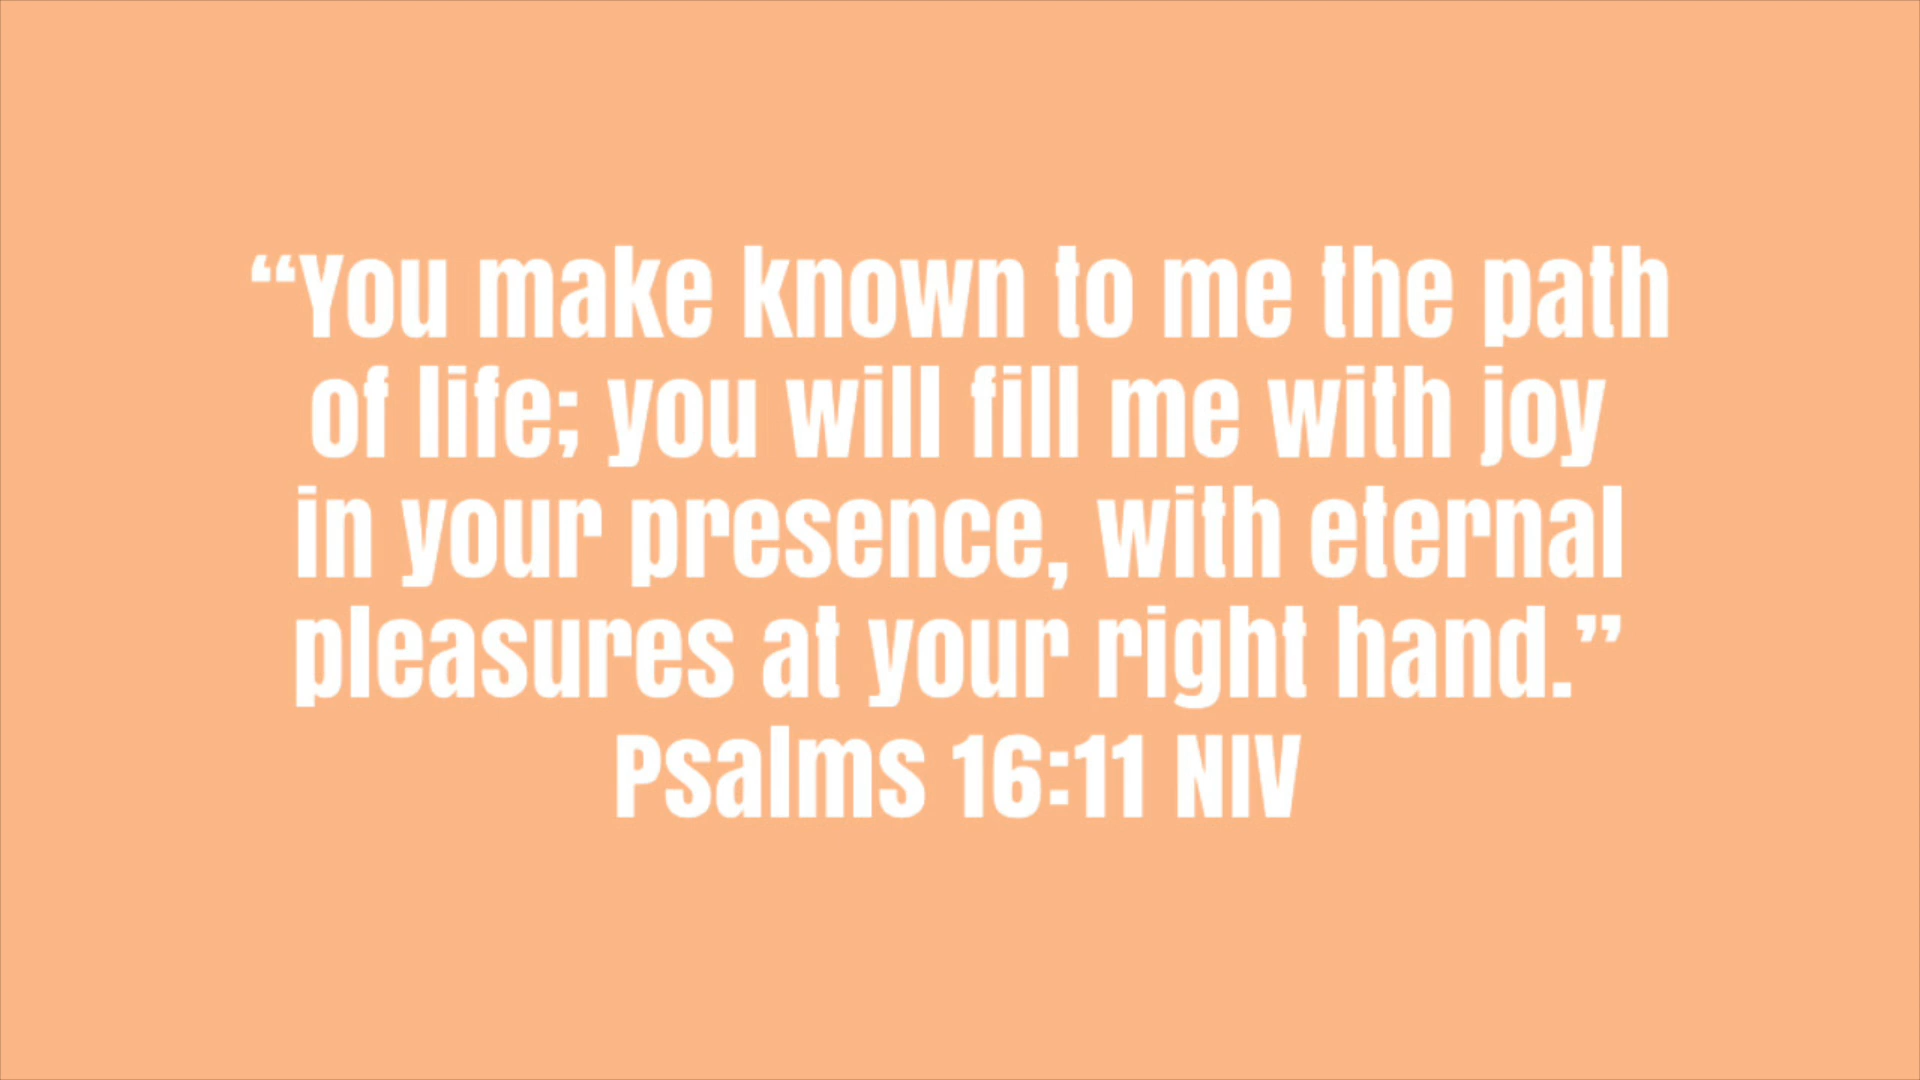 “You make known to me the path
of life; you will fill me with joy
in your presence, with eternal
pleasures at your right hand.”
Psalms 16:11 NIV